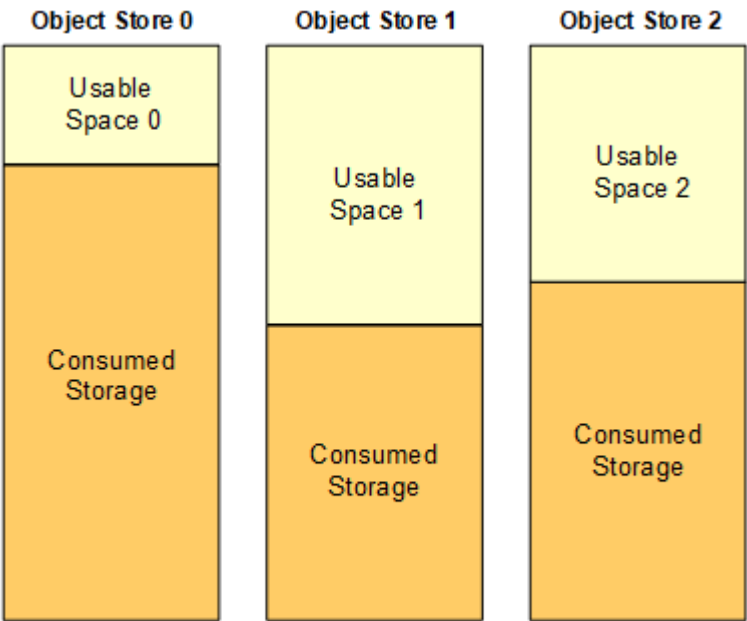 Object Store 0
Object Store 1
Object Store 2
Usable
Space 0
Usable
Space 1
Usable
Space 2
Consumed
Storage
Consumed
Storage
Consumed
Storage